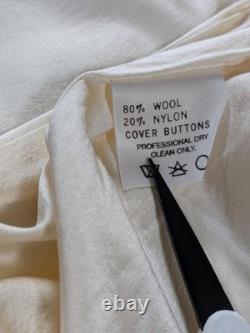 80% WOOL
20% NYLON
COVER BUTTONS
PROFESSIONAL DRY
CLEAN ONLY.